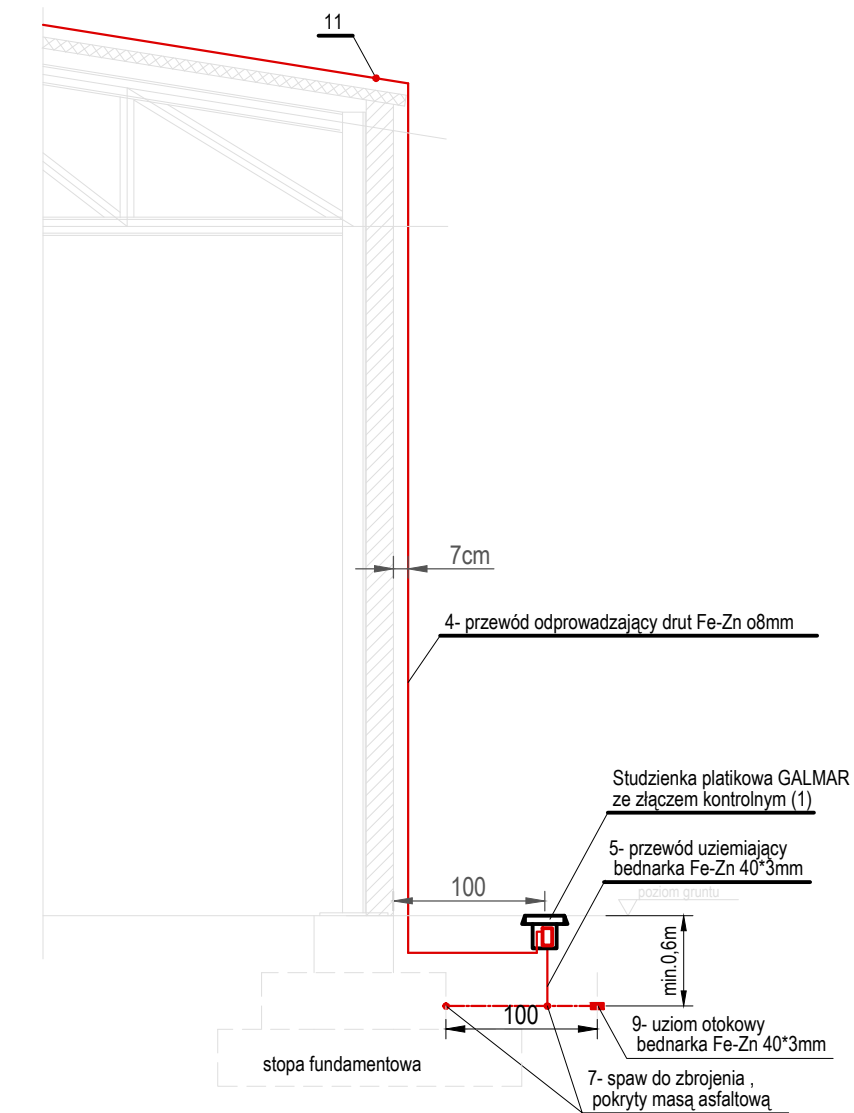 11
7cm
4- przewód odprowadzający drut Fe-Zn o8mm
Studzienka platikowa GALMAR
ze złączem kontrolnym (1)
5- przewód uziemiający
bednarka Fe-Zn 40*3mm
100
poziom gruntu
min.0,6m
100
9- uziom otokowy
bednarka Fe-Zn 40*3mm
stopa fundamentowa
7- spaw do zbrojenia ,
pokryty masą asfaltową